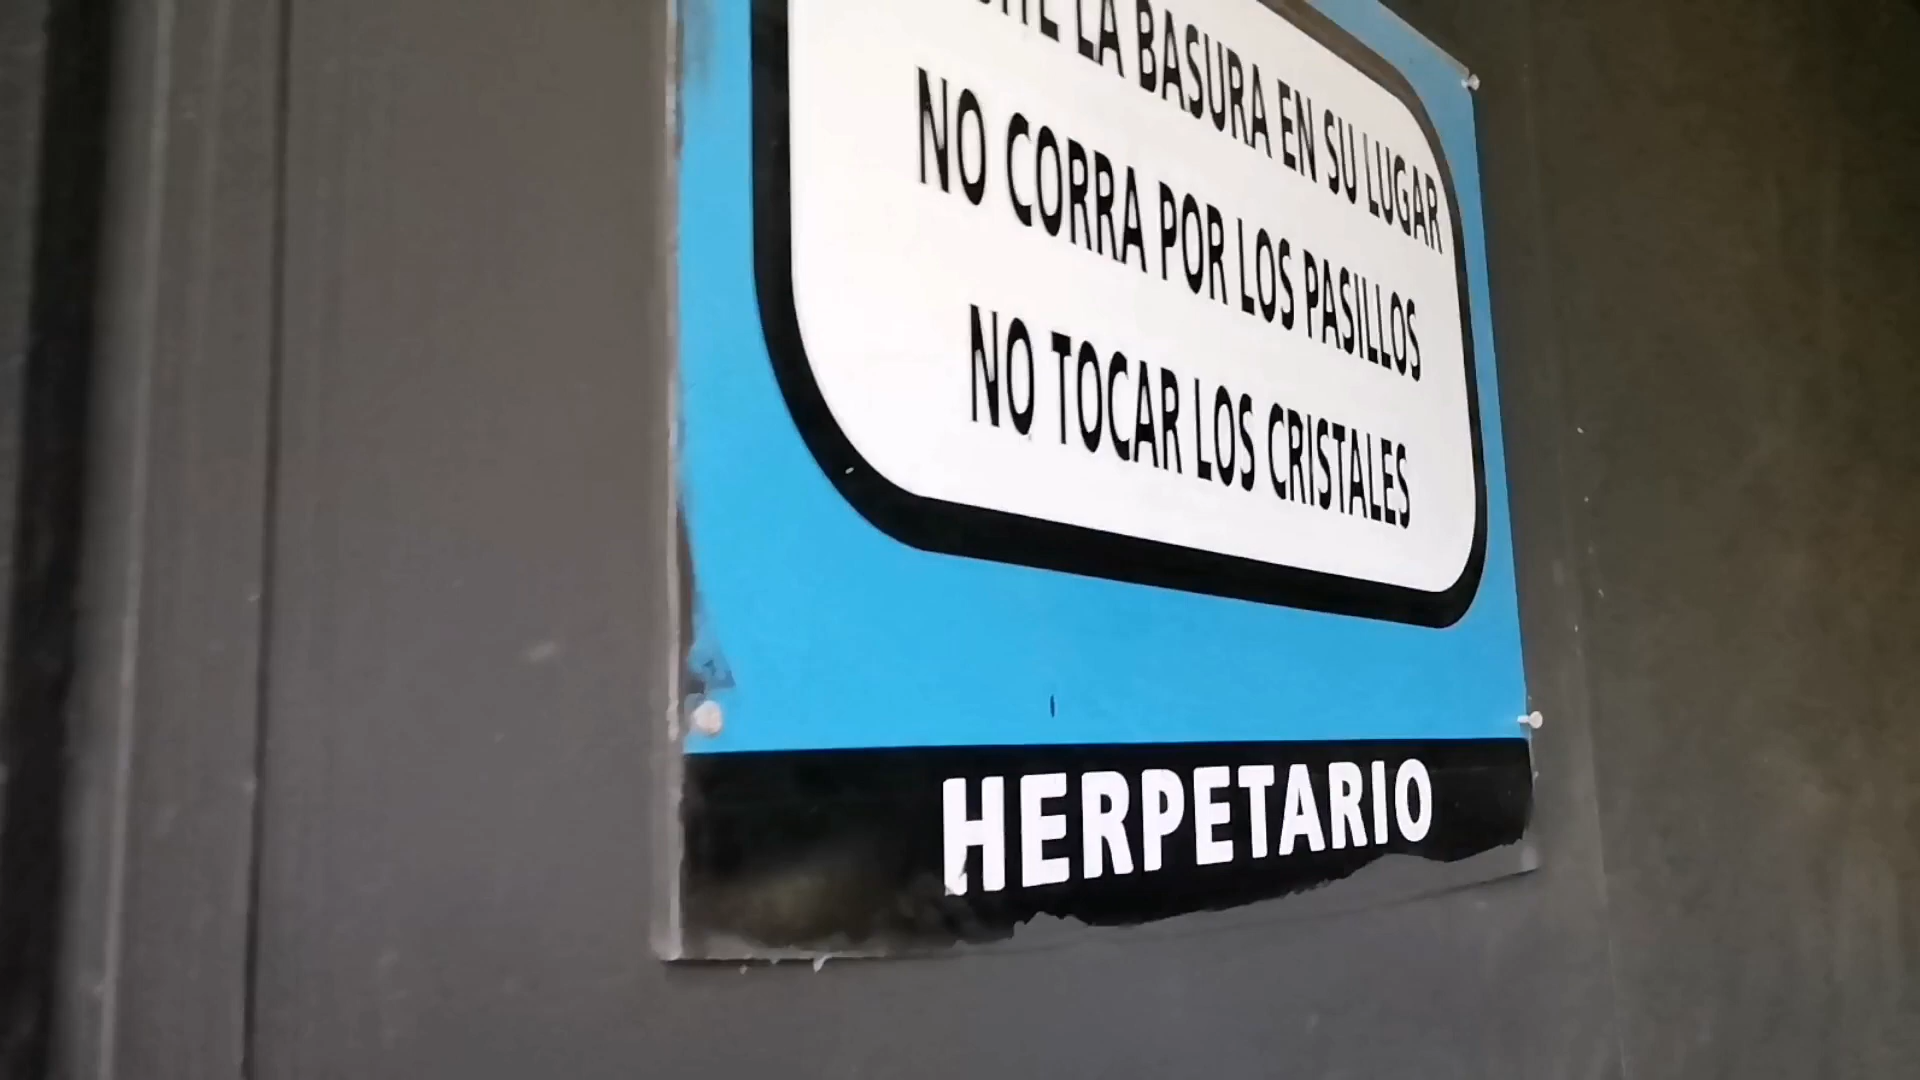 LA BASURA EN SU LUGAR
NO CORRA POR LOS PASILLOS
NO TOCAR LOS CRISTALES
HERPETARIO